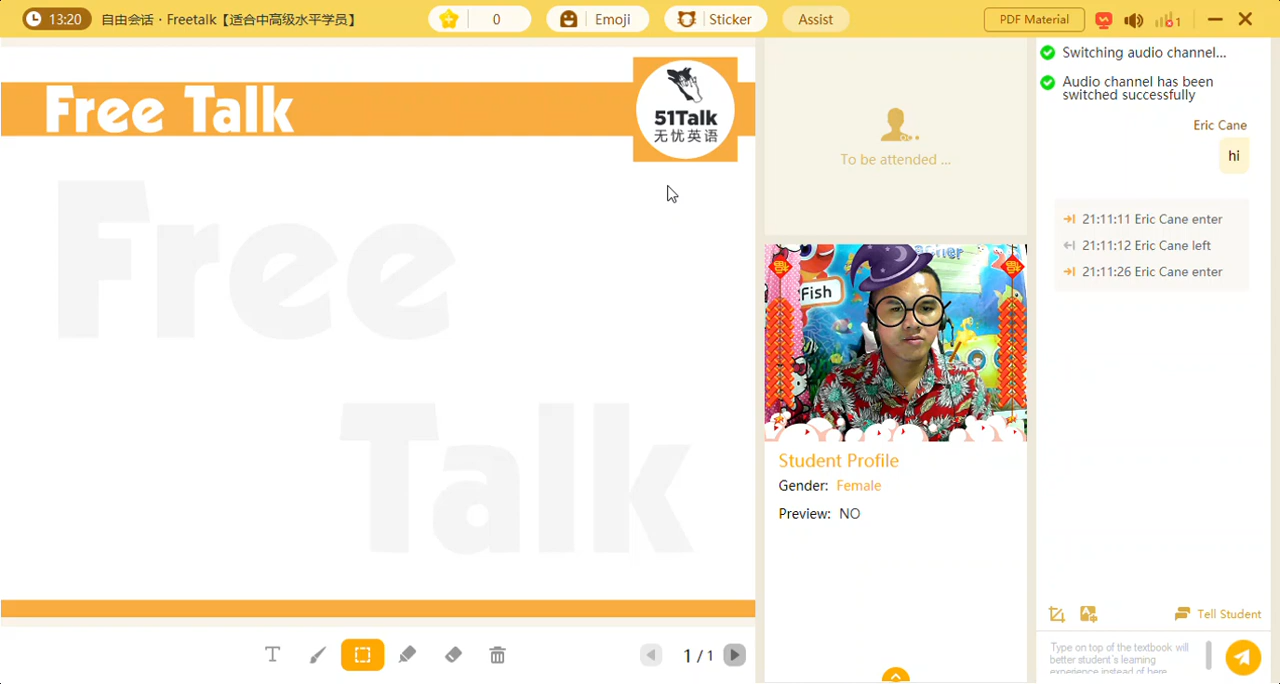 13:20
自由会话 · Freetalk【适合中高级水平学员】
0
Emoji
Sticker
Assist
PDF Material
1
Free Talk
51Talk
无忧英语
Free
Talk
To be attended ...
Fish
Student Profile
Gender: Female
Preview: NO
Switching audio channel...
Audio channel has been
switched successfully
Eric Cane
hi
21:11:11 Eric Cane enter
21:11:12 Eric Cane left
21:11:26 Eric Cane enter
Tell Student
Type on top of the textbook will
better student's learning
experience instead of here
T
1 / 1